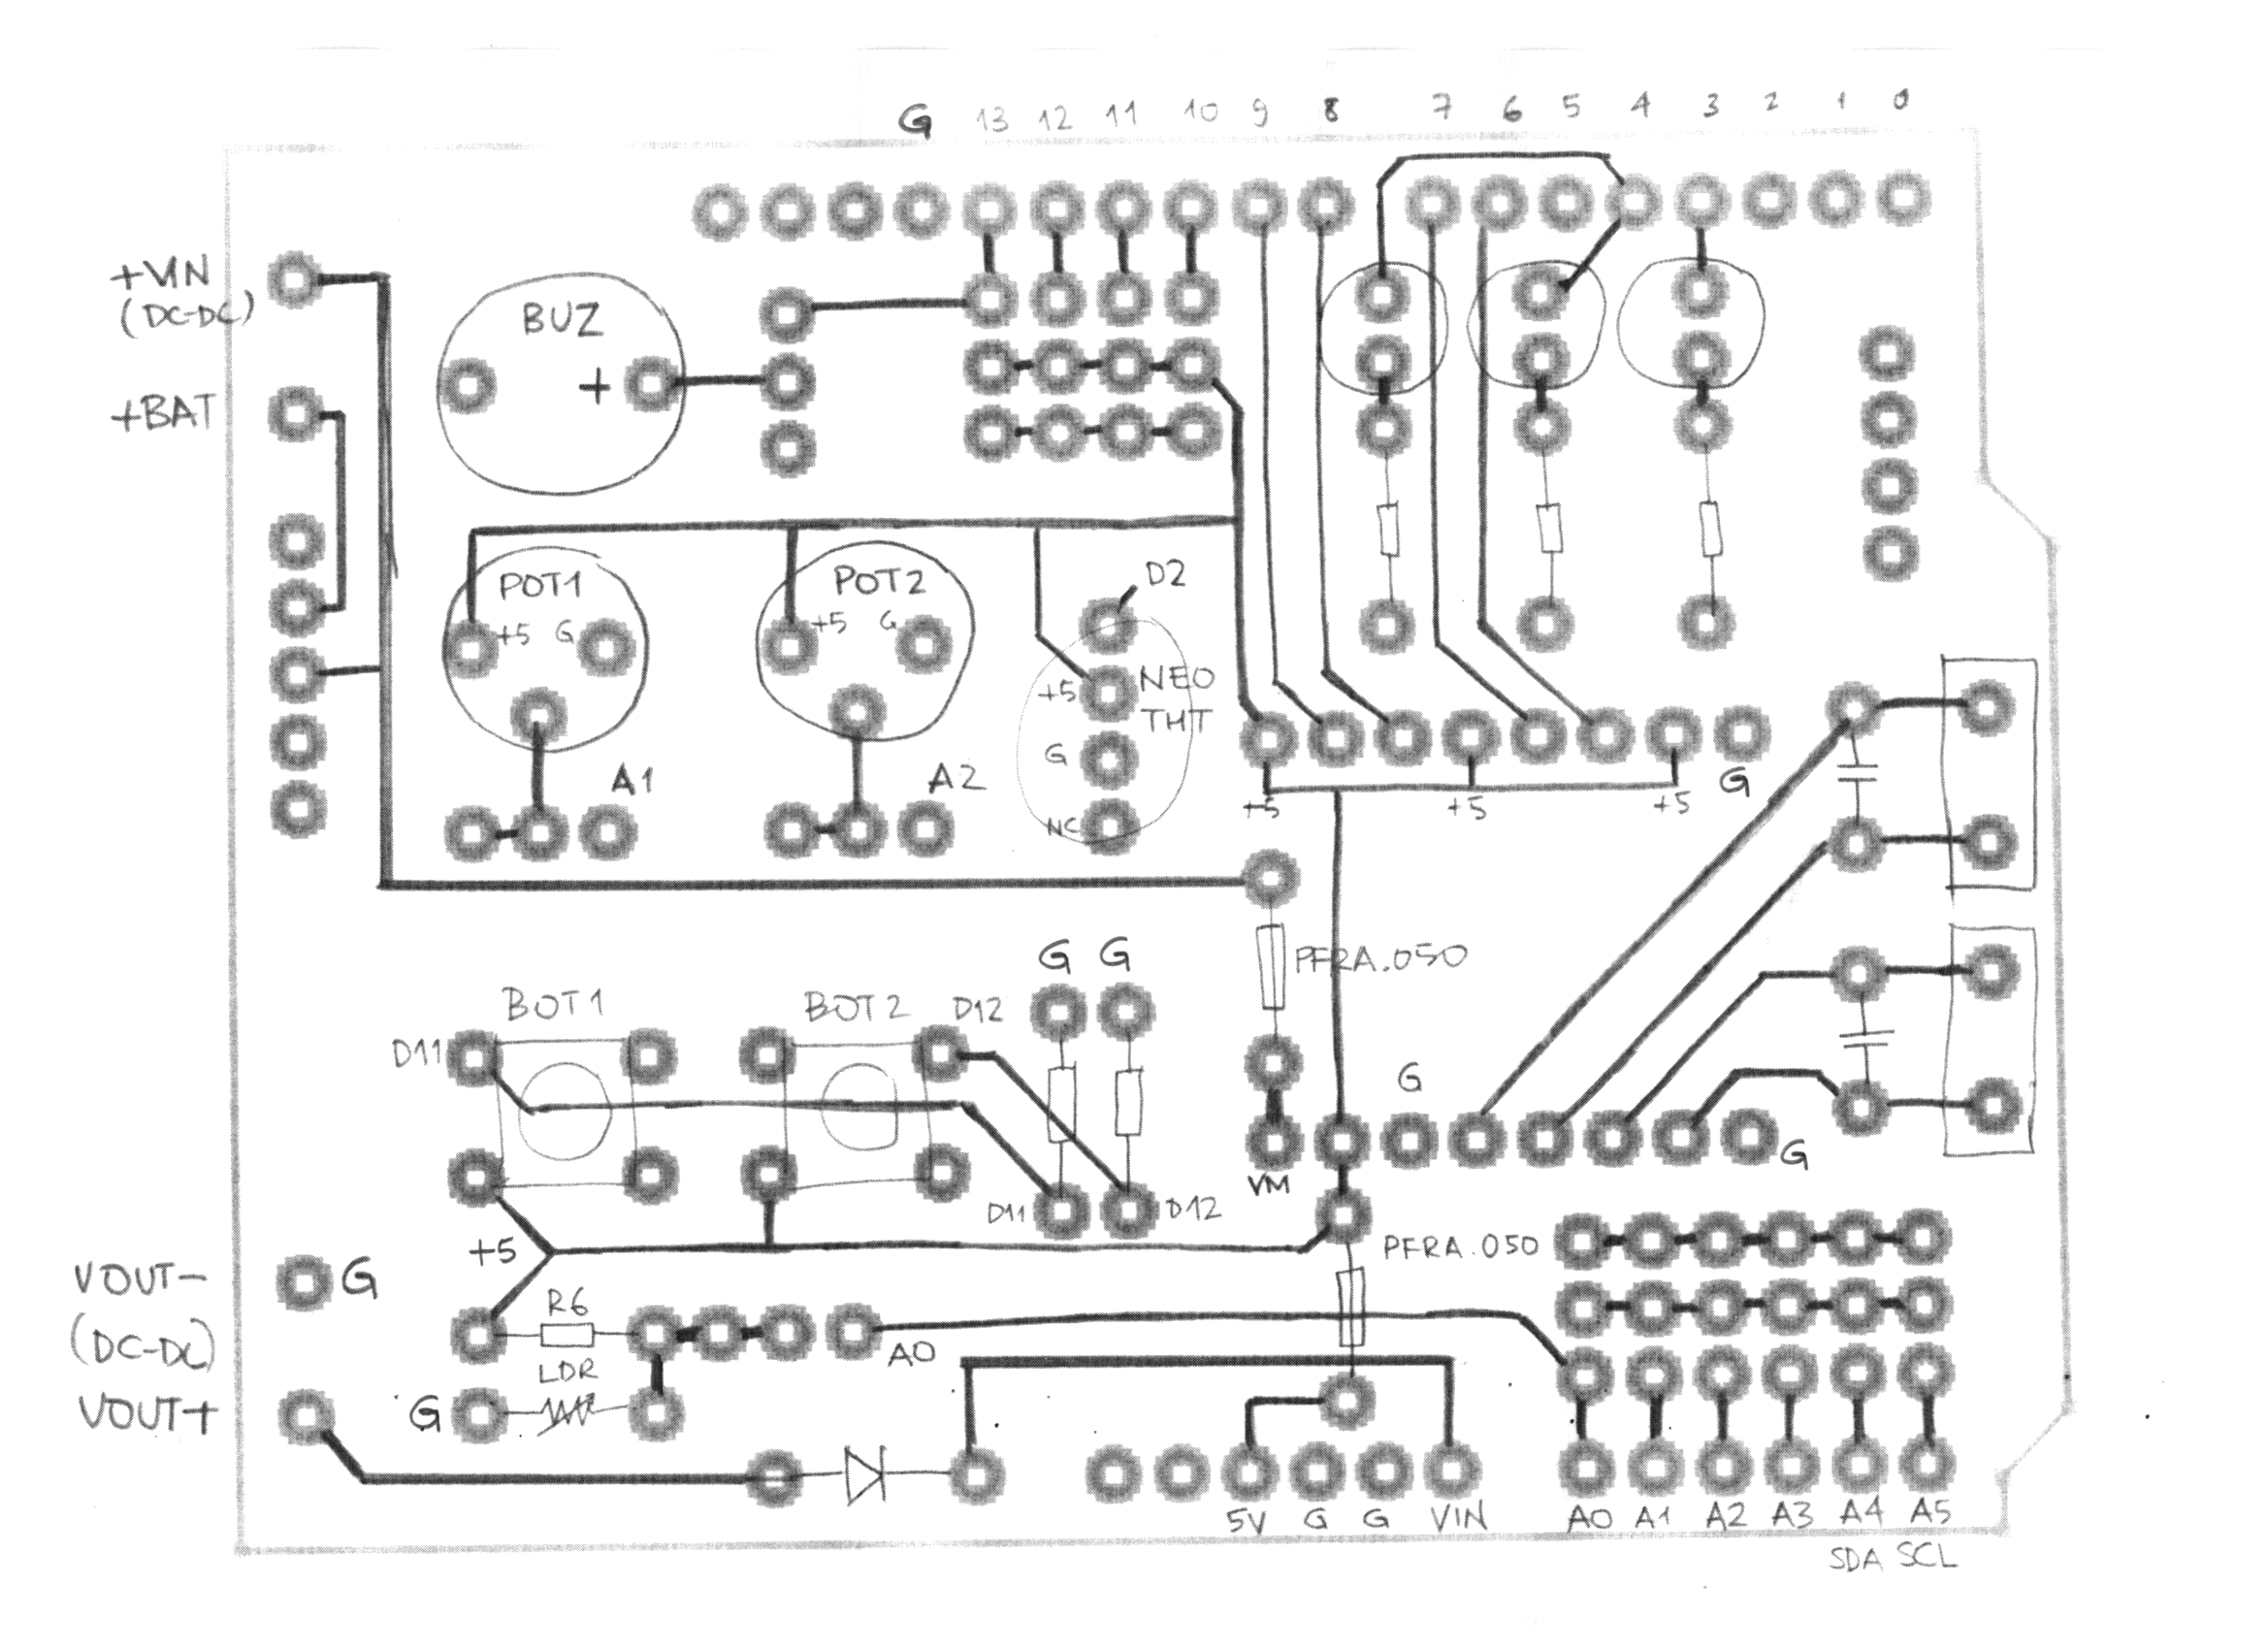 G 13 12 11 10 9 8 7 6 5 4 3 2 1 0
+VIN
(DC-DC)
BUZ
+
+BAT
POT1
+5 G
POT2
+5 G
D2
+5 NEO
THT
G
NC
A1
A2
+5 +5 +5 G
PFRA.050
G G
BOT1
BOT2
D11
D12
G
G
VM
D11 D12
+5
PFRA.050
VOUT- G
(DC-DC)
VOUT+
R6
LDR
A0
G
5V G G VIN A0 A1 A2 A3 A4 A5
SDA SCL